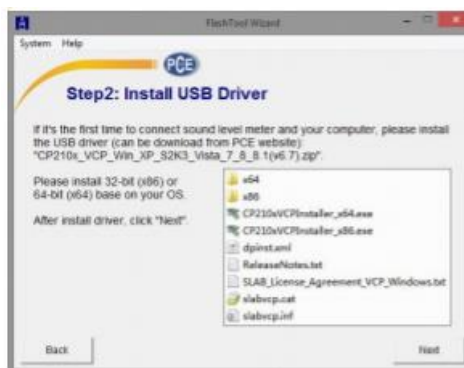 FlashTool Wizard
System Help
PCE
Step2: Install USB Driver
If it's the first time to connect sound level meter and your computer, please install
the USB driver (can be download from PCE website):
"CP210x_VCP_Win_XP_S2K3_Vista_7_8_8.1(v6.7).zip".
Please install 32-bit (x86) or
64-bit (x64) base on your OS.
After install driver, click "Next".
x64
x86
CP210xVCPInstaller_x64.exe
CP210xVCPInstaller_x86.exe
dpinst.xml
ReleaseNotes.txt
SLAB_License_Agreement_VCP_Windows.txt
slabvcp.cat
slabvcp.inf
Back Next